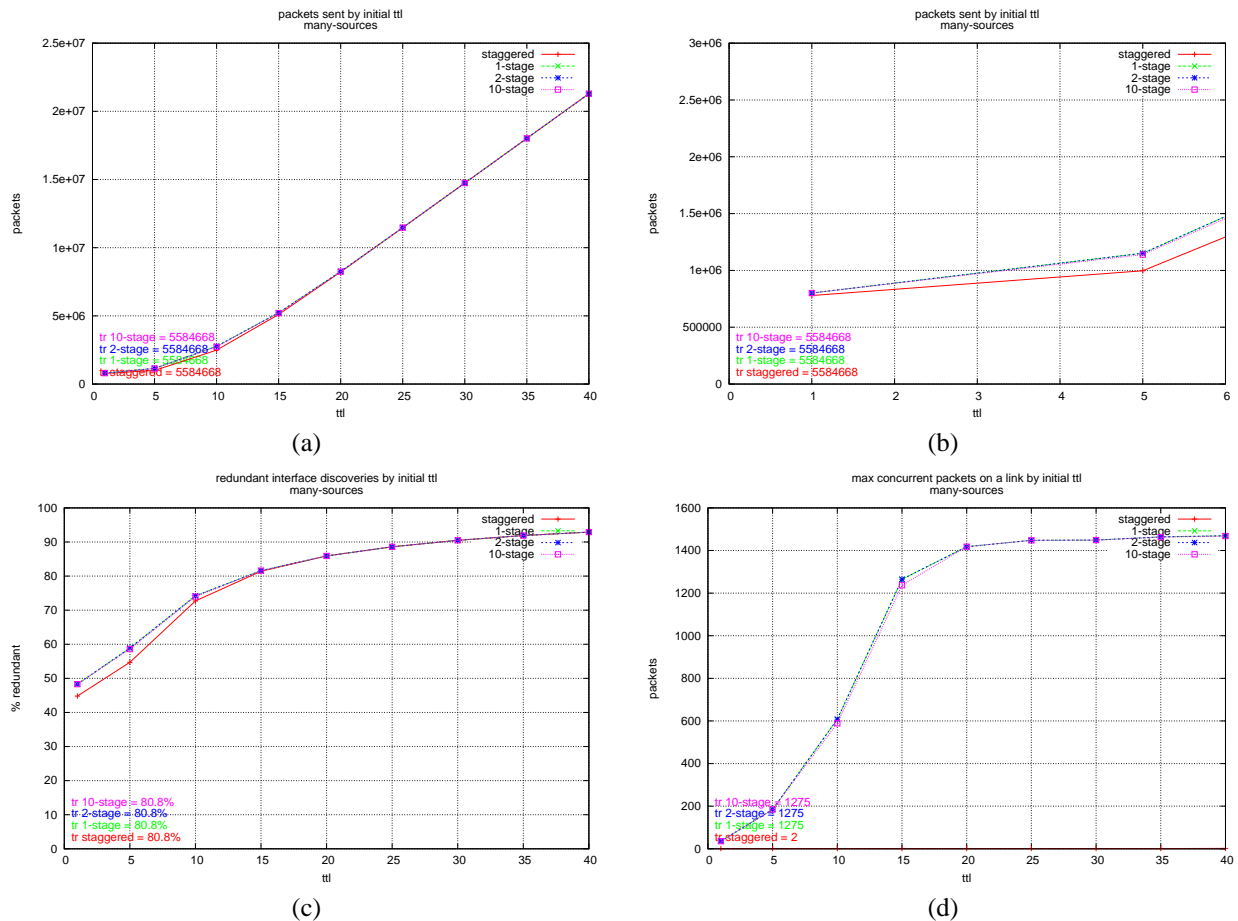 packets sent by initial ttl
many-sources
2.5e+07
2e+07
1.5e+07
1e+07
5e+06
0
packets
staggered
1-stage
2-stage
10-stage
tr 10-stage = 5584668
tr 2-stage = 5584668
tr 1-stage = 5584668
tr staggered = 5584668
0 5 10 15 20 25 30 35 40
ttl
(a)
packets sent by initial ttl
many-sources
3e+06
2.5e+06
2e+06
1.5e+06
1e+06
500000
0
packets
staggered
1-stage
2-stage
10-stage
tr 10-stage = 5584668
tr 2-stage = 5584668
tr 1-stage = 5584668
tr staggered = 5584668
0 1 2 3 4 5 6
ttl
(b)
redundant interface discoveries by initial ttl
many-sources
100
90
80
70
60
50
40
30
20
10
0
% redundant
staggered
1-stage
2-stage
10-stage
tr 10-stage = 80.8%
tr 2-stage = 80.8%
tr 1-stage = 80.8%
tr staggered = 80.8%
0 5 10 15 20 25 30 35 40
ttl
(c)
max concurrent packets on a link by initial ttl
many-sources
1600
1400
1200
1000
800
600
400
200
0
packets
staggered
1-stage
2-stage
10-stage
tr 10-stage = 1275
tr 2-stage = 1275
tr 1-stage = 1275
tr staggered = 2
0 5 10 15 20 25 30 35 40
ttl
(d)